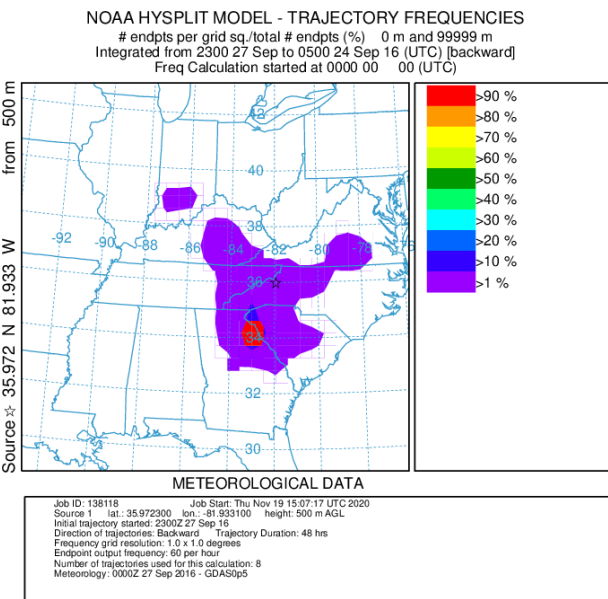 NOAA HYSPLIT MODEL - TRAJECTORY FREQUENCIES
# endpts per grid sq./total # endpts (%) 0 m and 99999 m
Integrated from 2300 27 Sep to 0500 24 Sep 16 (UTC) [backward]
Freq Calculation started at 0000 00 00 (UTC)
Source ☆ 35.972 N 81.933 W from 500 m
42
40
38
-92 -90 -88 -86 -84 -82 -80 -78 -76
36
34
32
30
>90 %
>80 %
>70 %
>60 %
>50 %
>40 %
>30 %
>20 %
>10 %
>1 %
METEOROLOGICAL DATA
Job ID: 138118 Job Start: Thu Nov 19 15:07:17 UTC 2020
Source 1 lat.: 35.972300 lon.: -81.933100 height: 500 m AGL
Initial trajectory started: 2300Z 27 Sep 16
Direction of trajectories: Backward Trajectory Duration: 48 hrs
Frequency grid resolution: 1.0 x 1.0 degrees
Endpoint output frequency: 60 per hour
Number of trajectories used for this calculation: 8
Meteorology: 0000Z 27 Sep 2016 - GDAS0p5